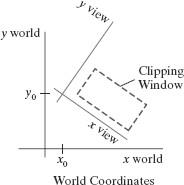 y view
y world
Clipping
Window
y0
x view
x0
x world
World Coordinates